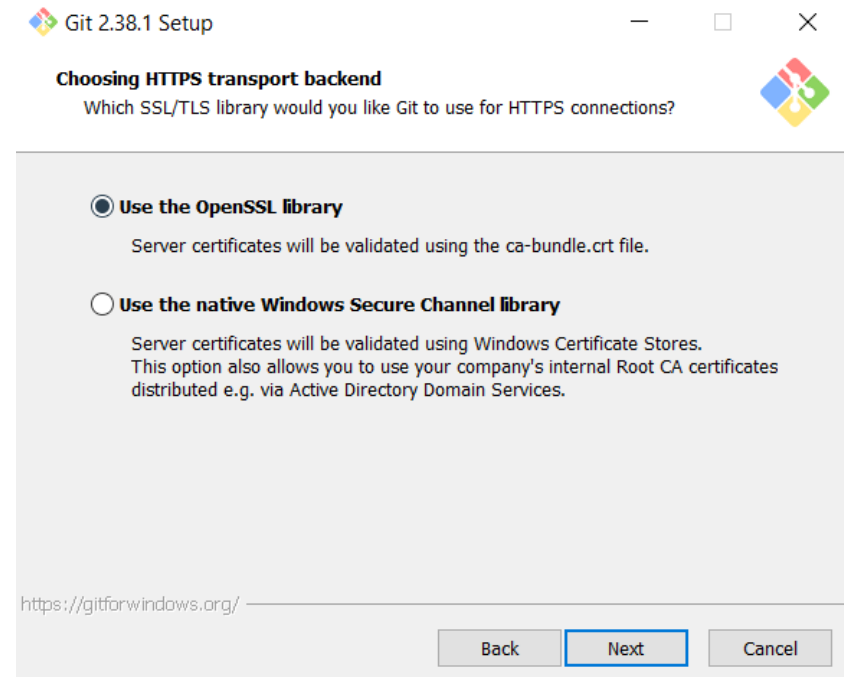 Git 2.38.1 Setup
Choosing HTTPS transport backend
Which SSL/TLS library would you like Git to use for HTTPS connections?
Use the OpenSSL library
Server certificates will be validated using the ca-bundle.crt file.
Use the native Windows Secure Channel library
Server certificates will be validated using Windows Certificate Stores.
This option also allows you to use your company's internal Root CA certificates
distributed e.g. via Active Directory Domain Services.
https://gitforwindows.org/
Back Next Cancel